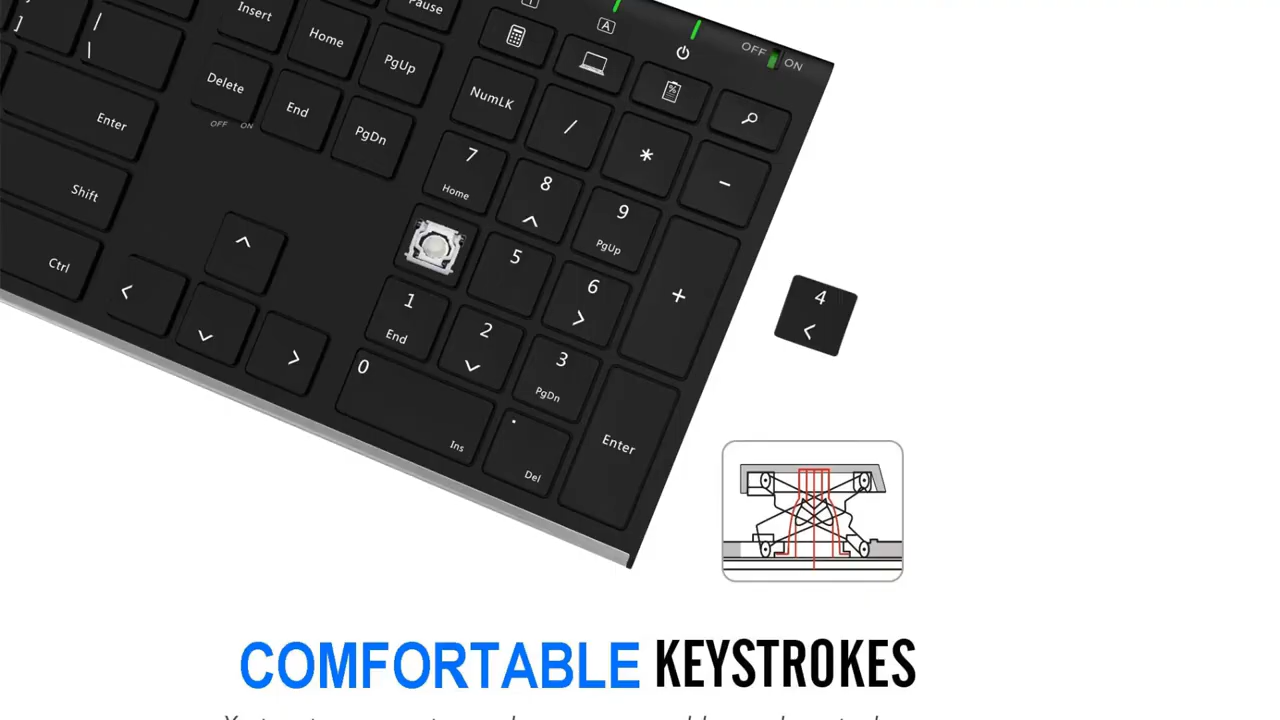 Insert
Pause
Home
PgUp
Delete
End
PgDn
OFF ON
]
/
\
Enter
Shift
Ctrl
A
OFF ON
NumLK
/
*
-
7
Home
8
9
PgUp
5
6
+
4
1
End
2
3
PgDn
0
Ins
.
Del
Enter
COMFORTABLE KEYSTROKES